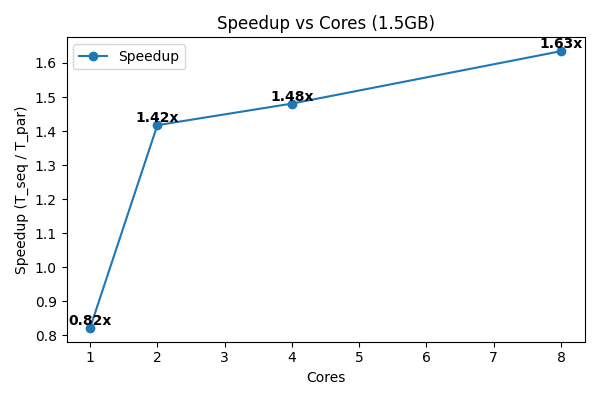 Speedup vs Cores (1.5GB)
Speedup
1.63x
1.48x
1.42x
0.82x
1.6
1.5
1.4
1.3
1.2
1.1
1.0
0.9
0.8
Speedup (T_seq / T_par)
1 2 3 4 5 6 7 8
Cores